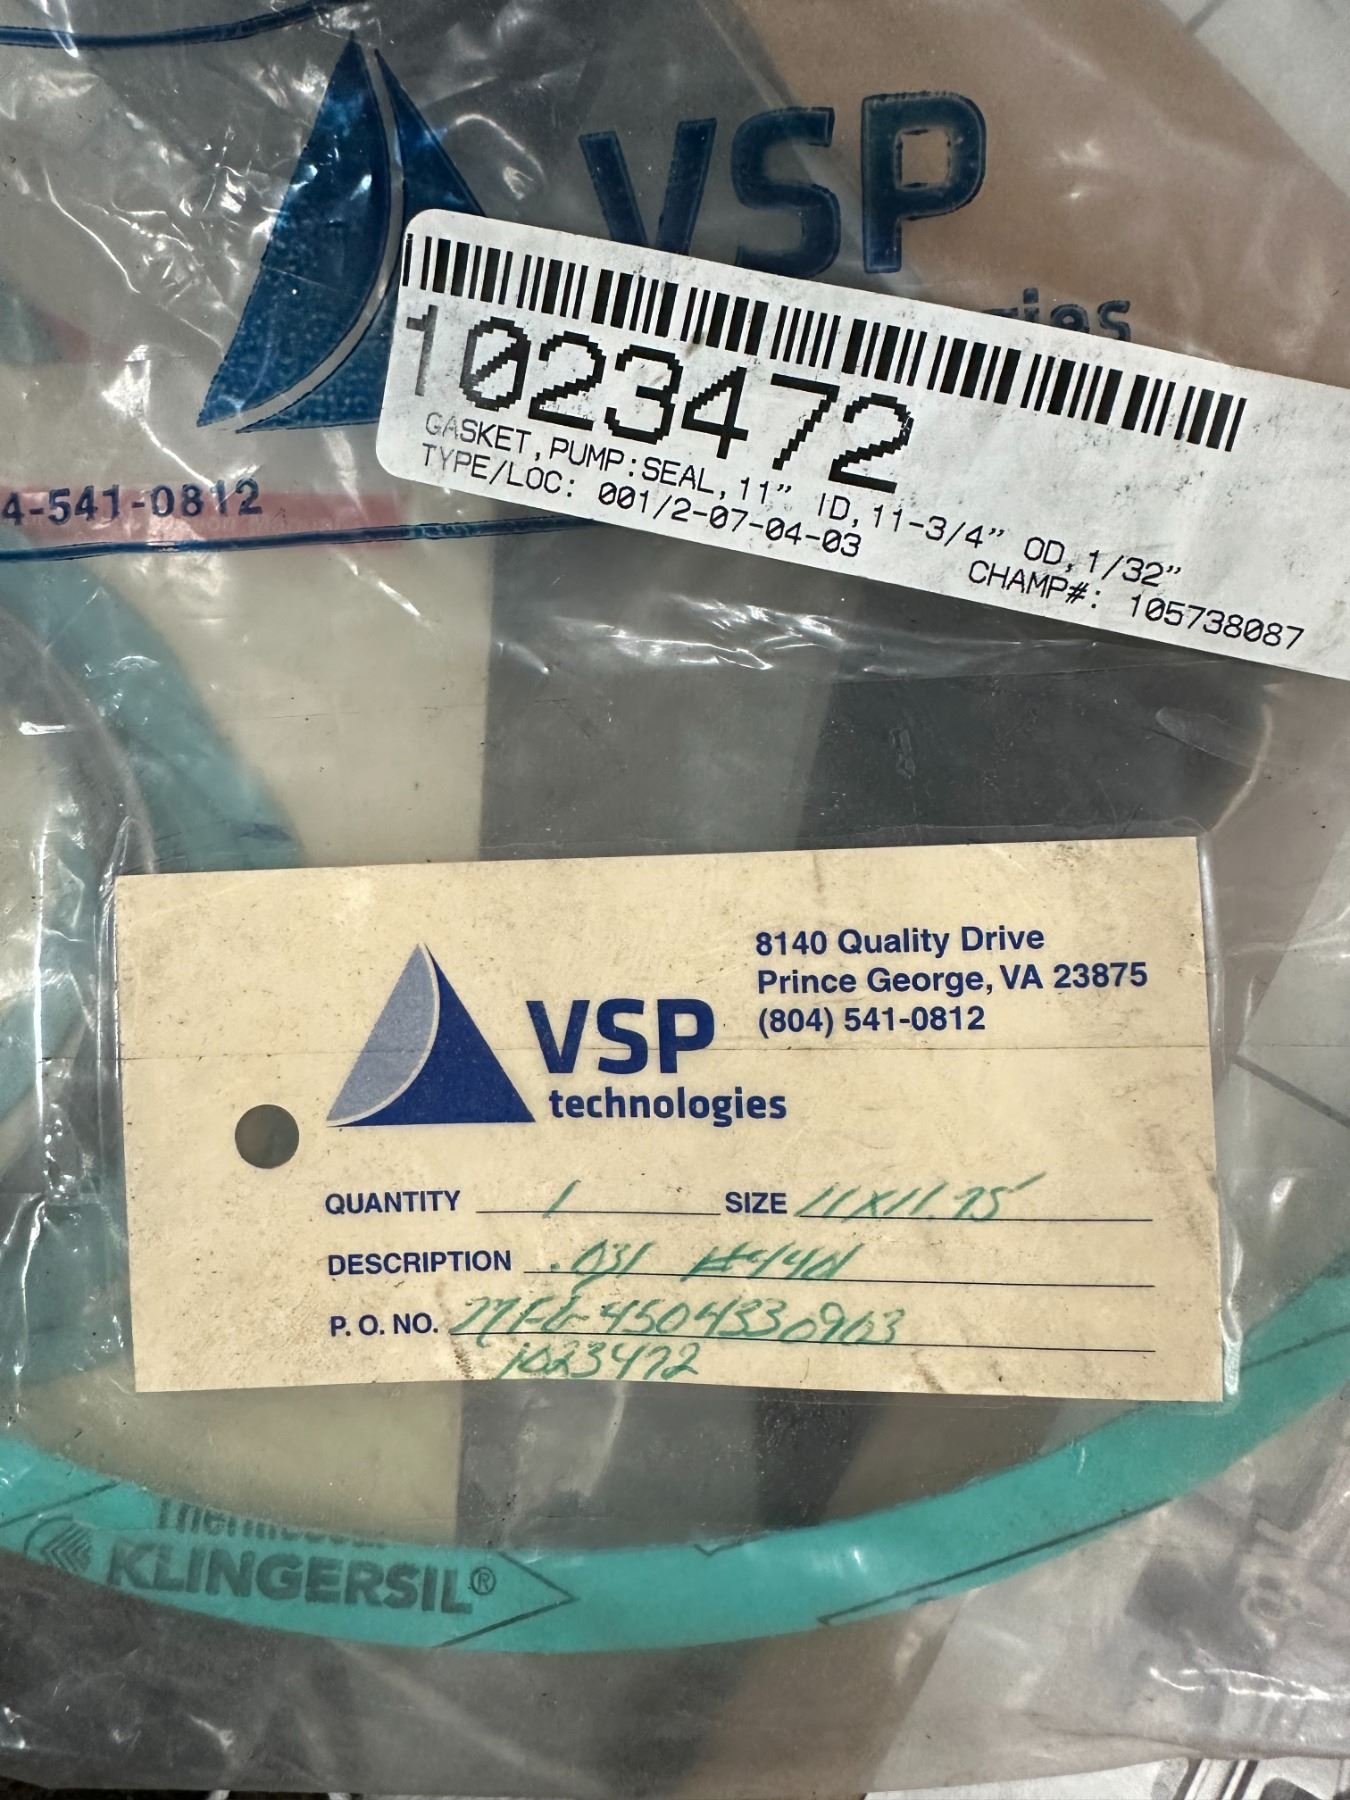 VSP
1023472
GASKET,PUMP:SEAL,11" ID,11-3/4" OD,1/32"
TYPE/LOC: 001/2-07-04-03
CHAMP#: 105738087
4-541-0812
8140 Quality Drive
Prince George, VA 23875
(804) 541-0812
VSP
technologies
QUANTITY 1 SIZE 11X11.75
DESCRIPTION .031
P. O. NO. 4504330963
1023472
KLINGERSIL®